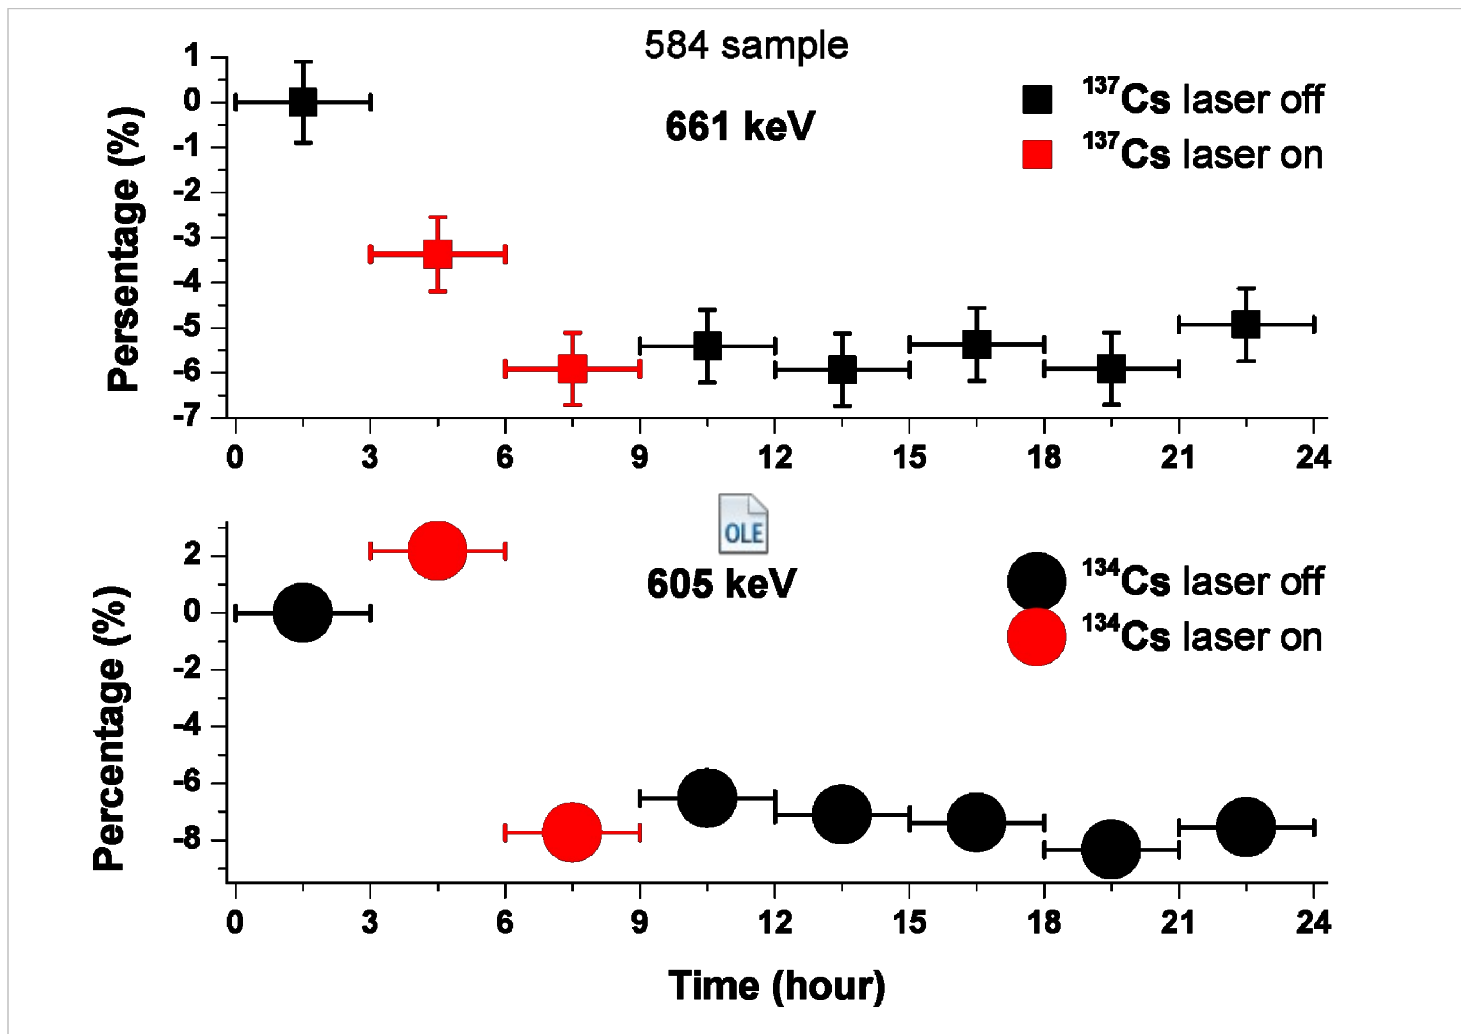 584 sample
661 keV
¹³⁷Cs laser off
¹³⁷Cs laser on
Persentage (%)
1
0
-1
-2
-3
-4
-5
-6
-7
0 3 6 9 12 15 18 21 24
OLE
605 keV
¹³⁴Cs laser off
¹³⁴Cs laser on
Percentage (%)
2
0
-2
-4
-6
-8
0 3 6 9 12 15 18 21 24
Time (hour)